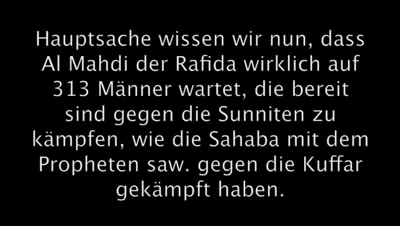 Hauptsache wissen wir nun, dass
Al Mahdi der Rafida wirklich auf
313 Männer wartet, die bereit
sind gegen die Sunniten zu
kämpfen, wie die Sahaba mit dem
Propheten saw. gegen die Kuffar
gekämpft haben.